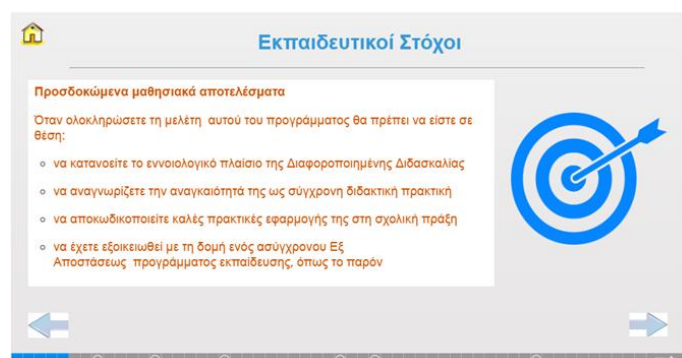 Εκπαιδευτικοί Στόχοι
Προσδοκώμενα μαθησιακά αποτελέσματα
Όταν ολοκληρώσετε τη μελέτη αυτού του προγράμματος θα πρέπει να είστε σε
θέση:
να κατανοείτε το εννοιολογικό πλαίσιο της Διαφοροποιημένης Διδασκαλίας
να αναγνωρίζετε την αναγκαιότητά της ως σύγχρονη διδακτική πρακτική
να αποκωδικοποιείτε καλές πρακτικές εφαρμογής της στη σχολική πράξη
να έχετε εξοικειωθεί με τη δομή ενός ασύγχρονου Εξ
Αποστάσεως προγράμματος εκπαίδευσης, όπως το παρόν